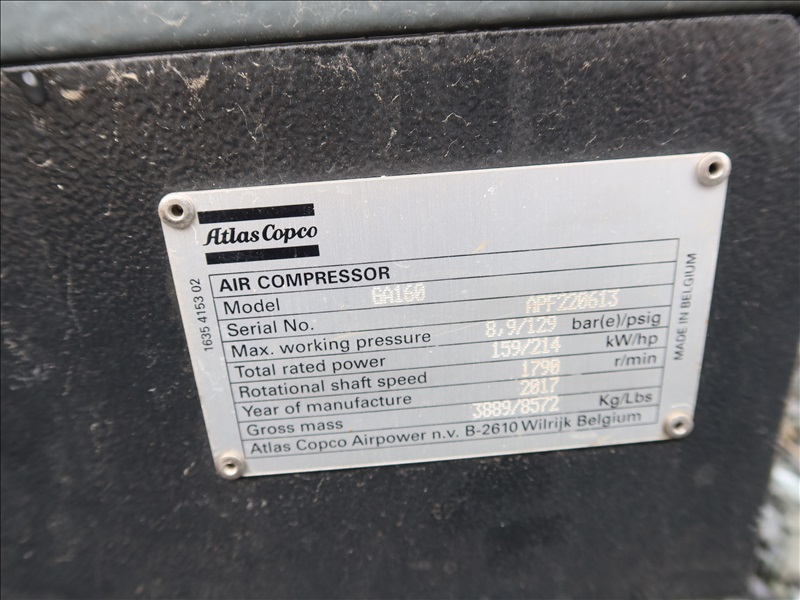 Atlas Copco
1635 4153 02
AIR COMPRESSOR
Model GA160
Serial No. APF220613
Max. working pressure 8,9/129 bar(e)/psig
Total rated power 159/214 kW/hp
Rotational shaft speed 1790 r/min
Year of manufacture 2017
Gross mass 3889/8572 Kg/Lbs
Atlas Copco Airpower n.v. B-2610 Wilrijk Belgium
MADE IN BELGIUM